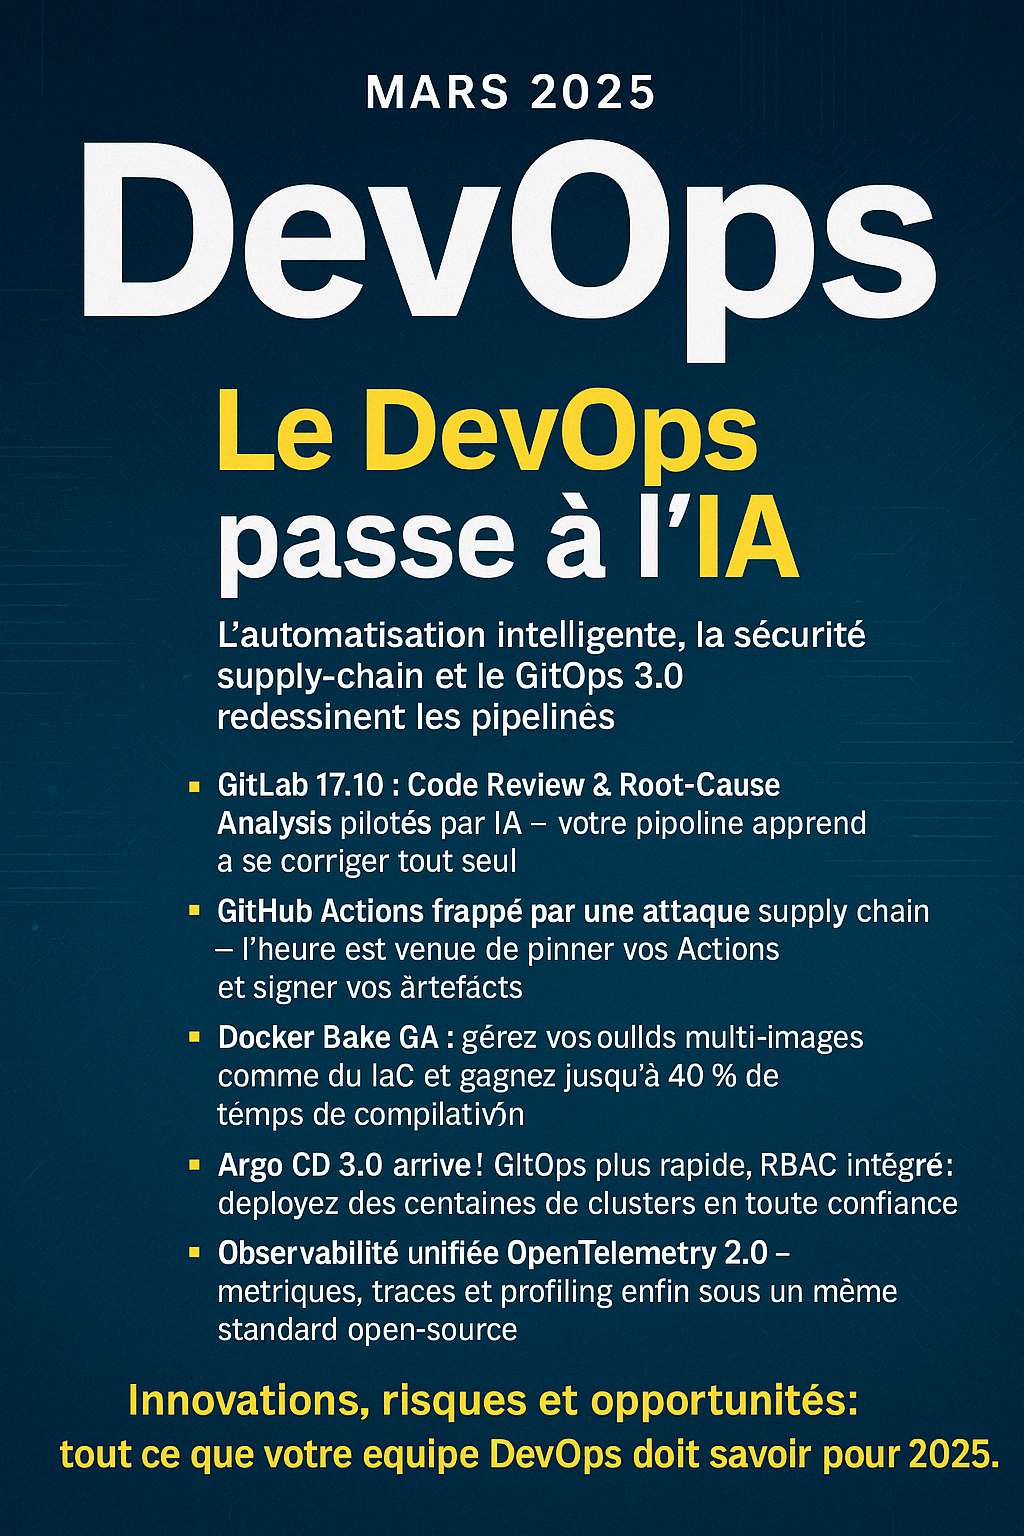 MARS 2025
DevOps
Le DevOps
passe à l’IA
L’automatisation intelligente, la sécurité
supply-chain et le GitOps 3.0
redessinent les pipelinês
▪ GitLab 17.10 : Code Review & Root-Cause
Analysis pilotés par IA – votre pipoline apprend
a se corriger tout seul
▪ GitHub Actions frappé par une attaque supply chain
– l’heure est venue de pinner vos Actions
et signer vos àrtefácts
▪ Docker Bake GA : gérez vos oullds multi-images
comme du IaC et gagnez jusqu’à 40 % de
témps de
▪ Argo CD 3.0 arrive! GItOps plus rapide, RBAC intégré:
deployez des centaines de clusters en toute confiance
▪ Observabilité unifiée OpenTelemetry 2.0 –
metriques, traces et profiling enfin sous un mème
standard open-source
Innovations, risques et opportunités:
tout ce que votre equipe DevOps doit savoir pour 2025.